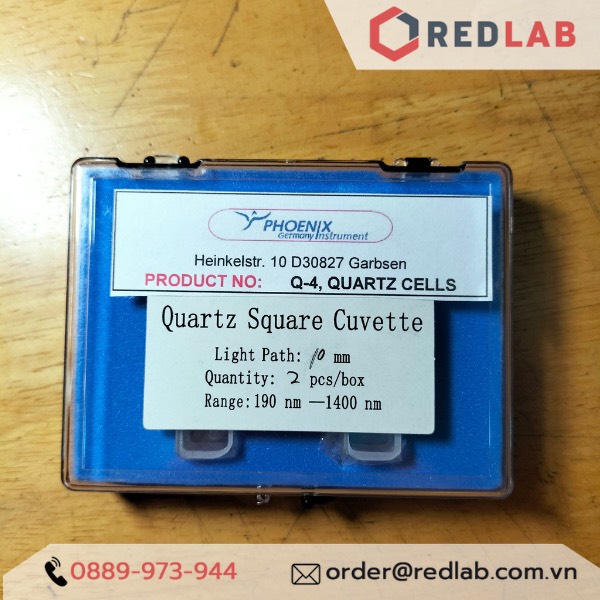 REDLAB
PHOENIX
Germany Instrument
Heinkelstr. 10 D30827 Garbsen
PRODUCT NO: Q-4, QUARTZ CELLS
Quartz Square Cuvette
Light Path: 10 mm
Quantity: 2 pcs/box
Range: 190 nm —1400 nm
0889-973-944
order@redlab.com.vn